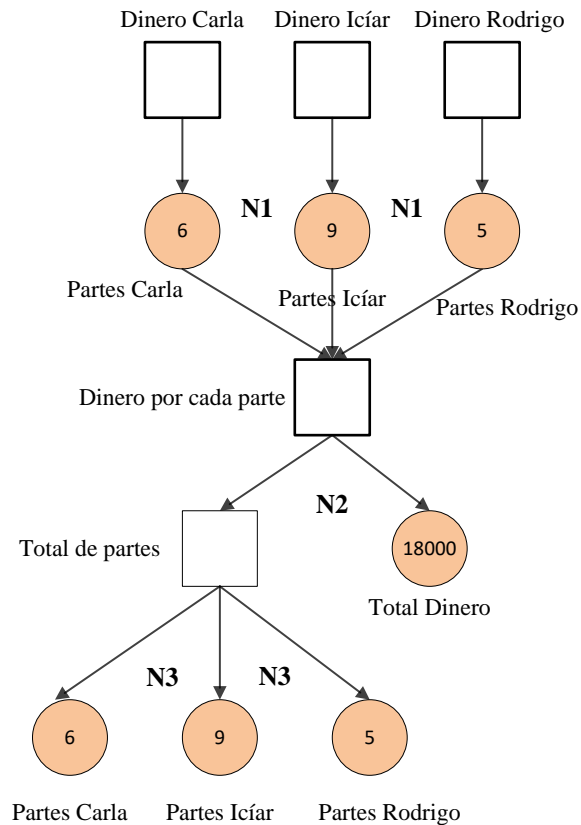 Dinero Carla Dinero Icíar Dinero Rodrigo
6 N1 9 N1 5
Partes Carla Partes Icíar Partes Rodrigo
Dinero por cada parte
N2
Total de partes 18000
Total Dinero
N3 N3
6 9 5
Partes Carla Partes Icíar Partes Rodrigo